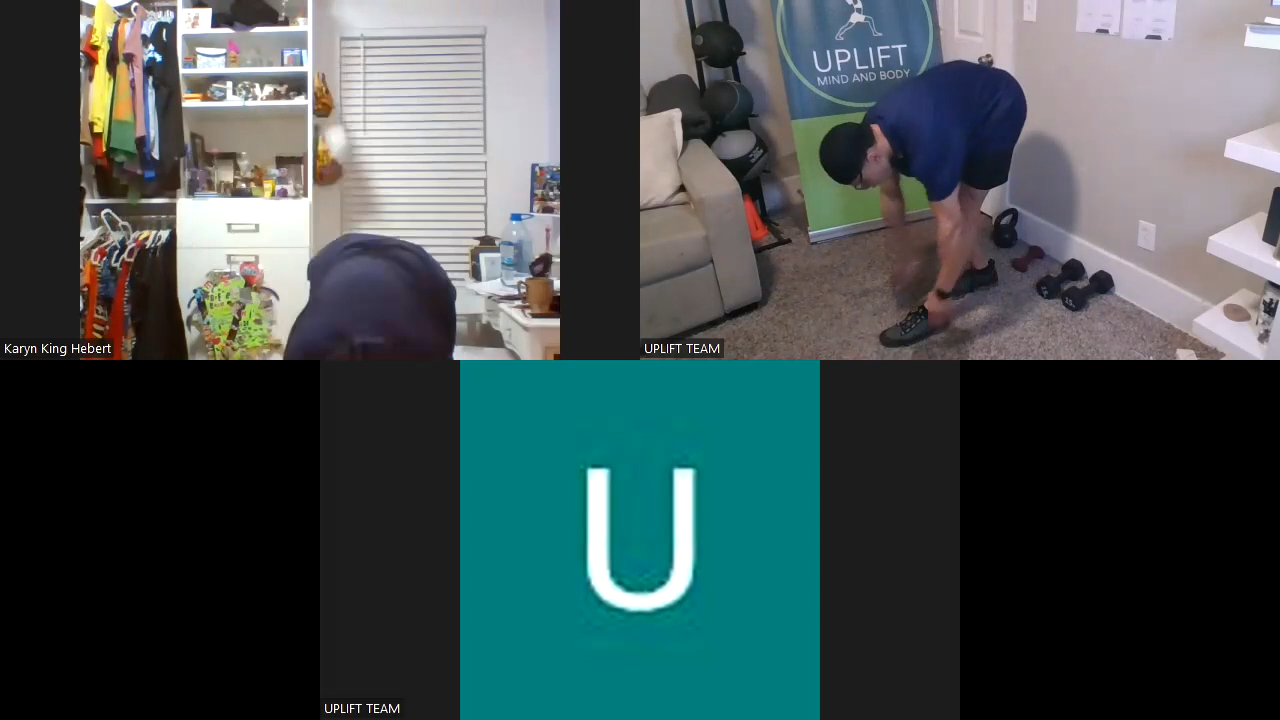 UPLIFT
MIND AND BODY
Karyn King Hebert
UPLIFT TEAM
U
UPLIFT TEAM